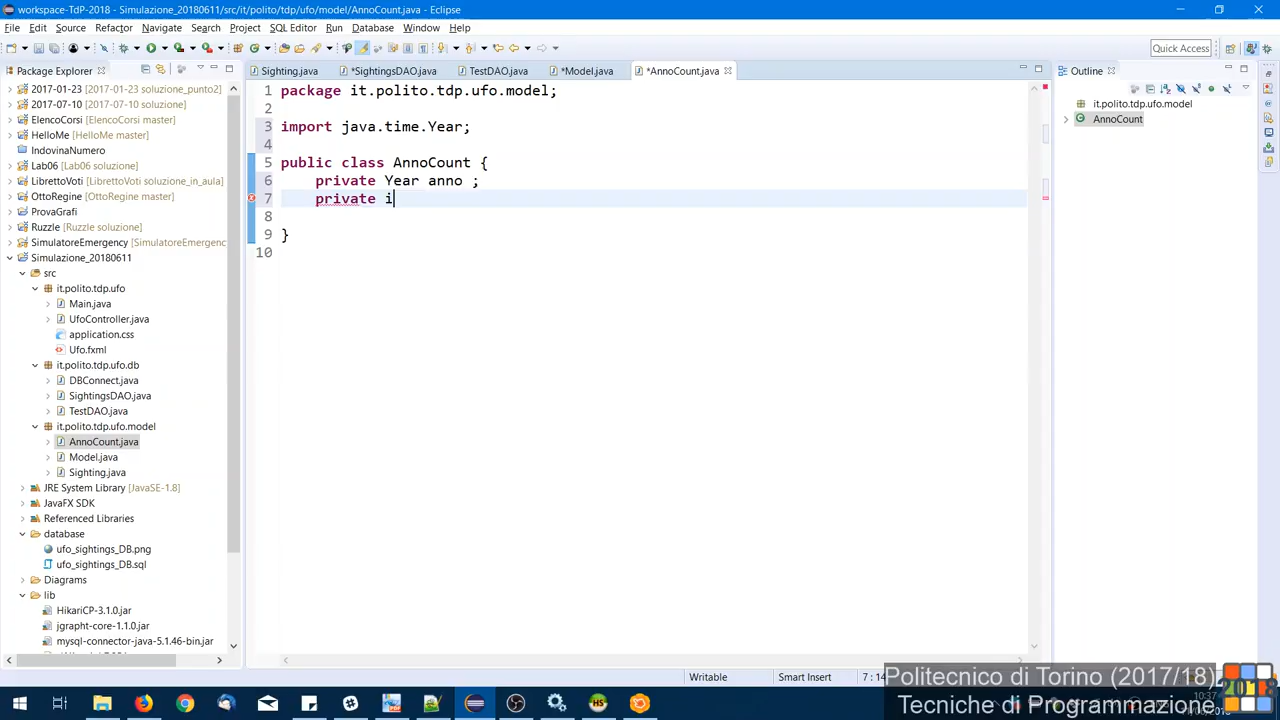 workspace-TdP-2018 - Simulazione_20180611/src/it/polito/tdp/ufo/model/AnnoCount.java - Eclipse
File Edit Source Refactor Navigate Search Project SQL Editor Run Database Window Help
Quick Access
Package Explorer
Sighting.java *SightingsDAO.java TestDAO.java *Model.java *AnnoCount.java
Outline
1 package it.polito.tdp.ufo.model;
2
3 import java.time.Year;
4
5 public class AnnoCount {
6 private Year anno ;
7 private i
8
9 }
10
2017-01-23 [2017-01-23 soluzione_punto2]
2017-07-10 [2017-07-10 soluzione]
ElencoCorsi [ElencoCorsi master]
HelloMe [HelloMe master]
IndovinaNumero
Lab06 [Lab06 soluzione]
LibrettoVoti [LibrettoVoti soluzione_in_aula]
OttoRegine [OttoRegine master]
ProvaGrafi
Ruzzle [Ruzzle soluzione]
SimulatoreEmergency [SimulatoreEmergenc
Simulazione_20180611
src
it.polito.tdp.ufo
Main.java
UfoController.java
application.css
Ufo.fxml
it.polito.tdp.ufo.db
DBConnect.java
SightingsDAO.java
TestDAO.java
it.polito.tdp.ufo.model
AnnoCount.java
Model.java
Sighting.java
JRE System Library [JavaSE-1.8]
JavaFX SDK
Referenced Libraries
database
ufo_sightings_DB.png
ufo_sightings_DB.sql
Diagrams
lib
HikariCP-3.1.0.jar
jgrapht-core-1.1.0.jar
mysql-connector-java-5.1.46-bin.jar
it.polito.tdp.ufo.model
AnnoCount
Writable Smart Insert 7 : 14
Politecnico di Torino (2017/18)
Tecniche di Programmazione
2018
10:37